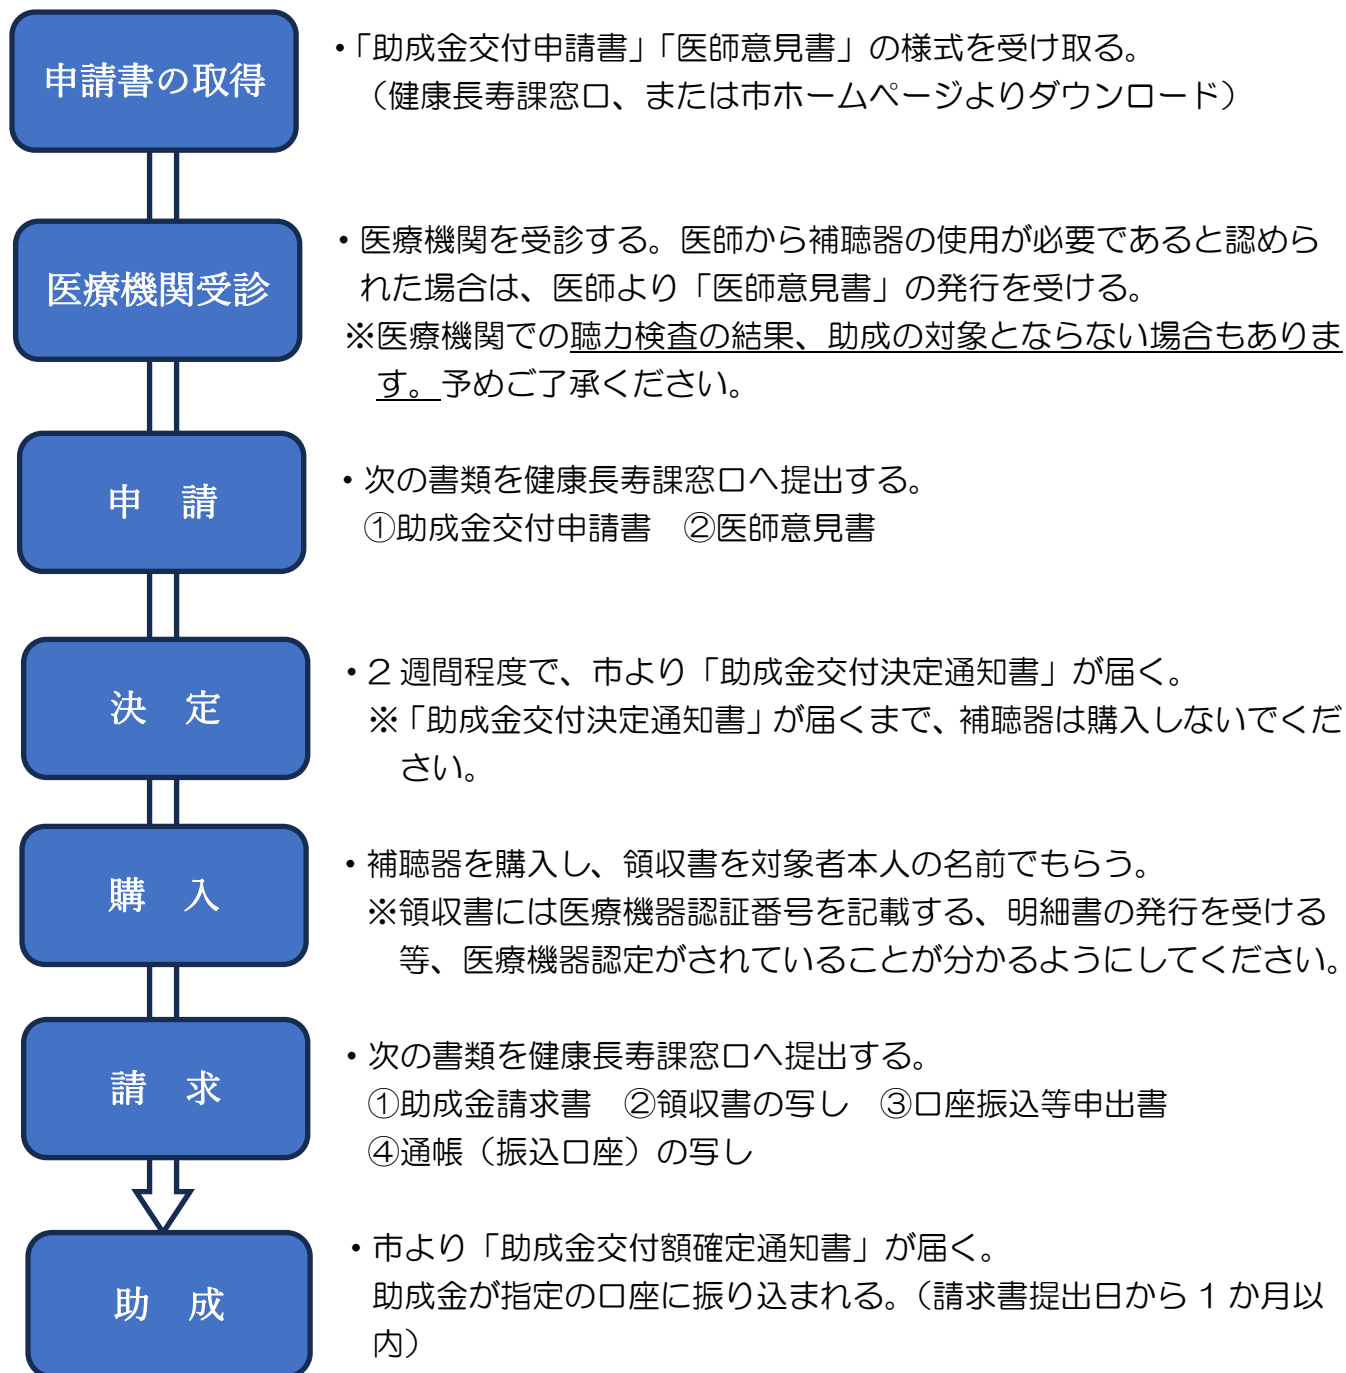 申請書の取得
・「助成金交付申請書」「医師意見書」の様式を受け取る。
（健康長寿課窓口、または市ホームページよりダウンロード）
医療機関受診
・医療機関を受診する。医師から補聴器の使用が必要であると認めら
れた場合は、医師より「医師意見書」の発行を受ける。
※医療機関での聴力検査の結果、助成の対象とならない場合もありま
す。予めご了承ください。
申　請
・次の書類を健康長寿課窓口へ提出する。
①助成金交付申請書　②医師意見書
決　定
・2 週間程度で、市より「助成金交付決定通知書」が届く。
※「助成金交付決定通知書」が届くまで、補聴器は購入しないでくだ
さい。
購　入
・補聴器を購入し、領収書を対象者本人の名前でもらう。
※領収書には医療機器認証番号を記載する、明細書の発行を受ける
等、医療機器認定がされていることが分かるようにしてください。
請　求
・次の書類を健康長寿課窓口へ提出する。
①助成金請求書　②領収書の写し　③口座振込等申出書
④通帳（振込口座）の写し
助　成
・市より「助成金交付額確定通知書」が届く。
助成金が指定の口座に振り込まれる。（請求書提出日から 1 か月以
内）